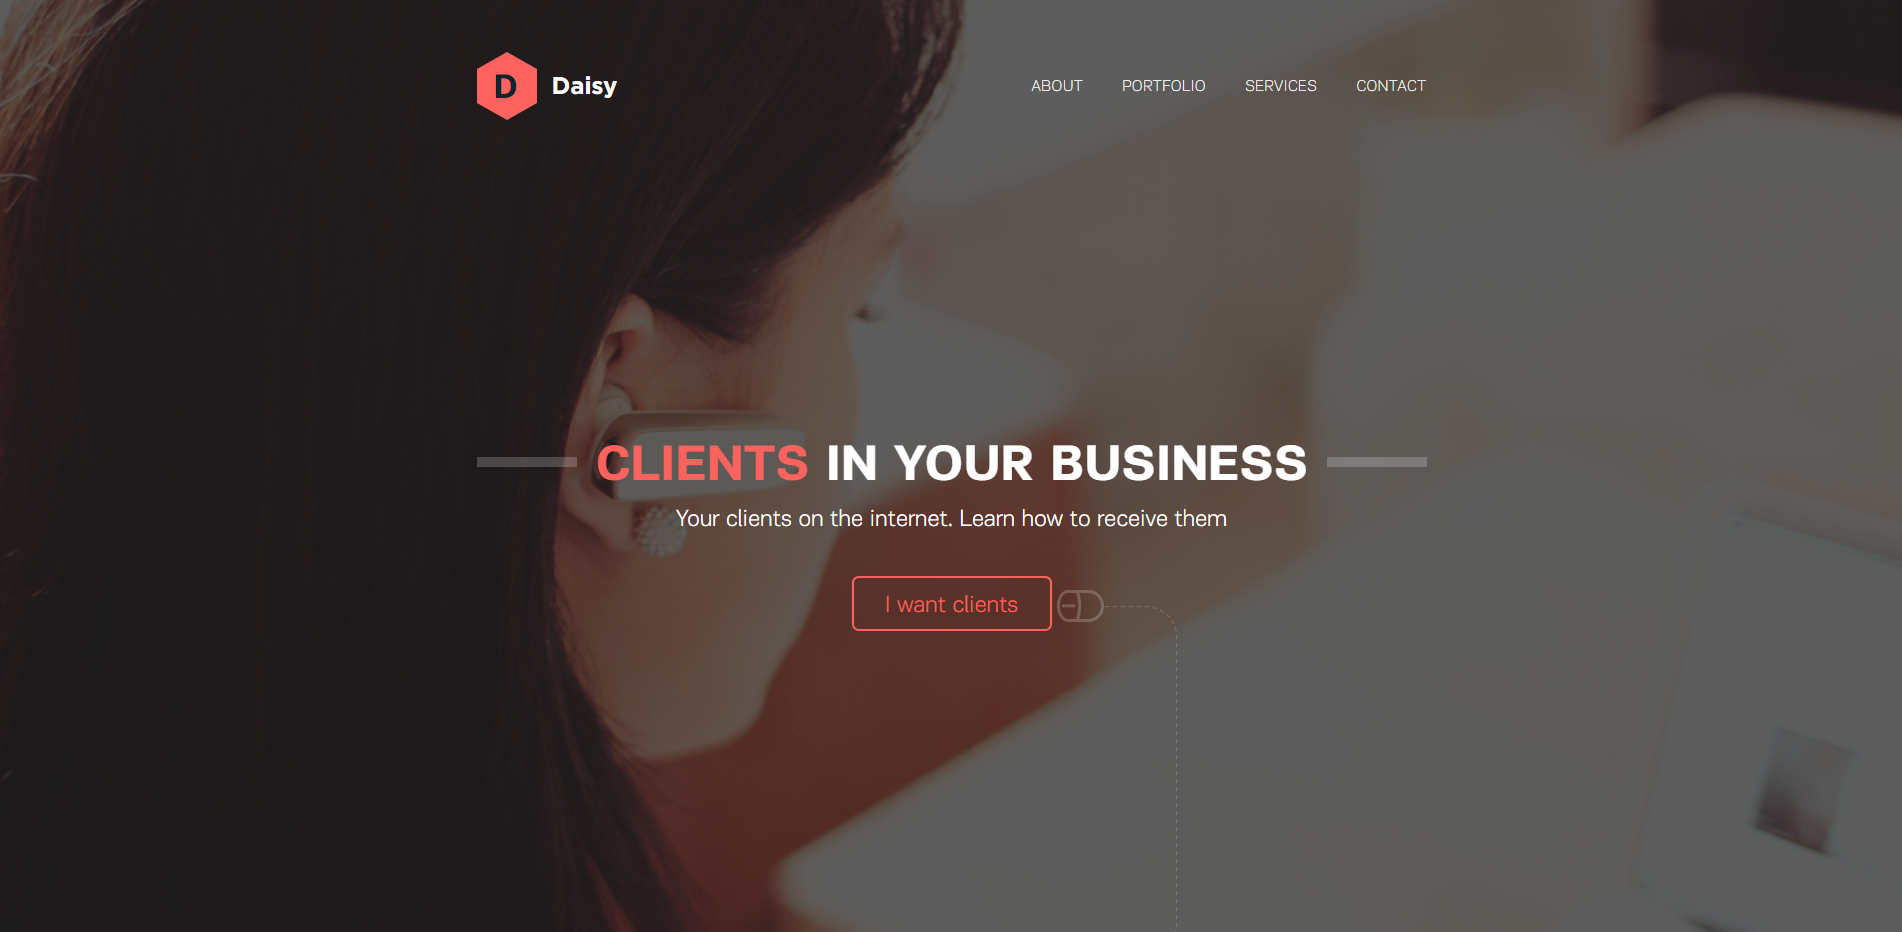 D Daisy
ABOUT PORTFOLIO SERVICES CONTACT
CLIENTS IN YOUR BUSINESS
Your clients on the internet. Learn how to receive them
I want clients